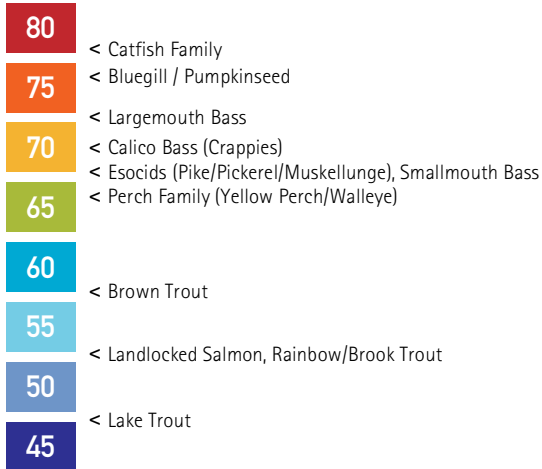 80
< Catfish Family
< Bluegill / Pumpkinseed
75
< Largemouth Bass
70
< Calico Bass (Crappies)
< Esocids (Pike/Pickerel/Muskellunge), Smallmouth Bass
< Perch Family (Yellow Perch/Walleye)
65
60
< Brown Trout
55
< Landlocked Salmon, Rainbow/Brook Trout
50
< Lake Trout
45